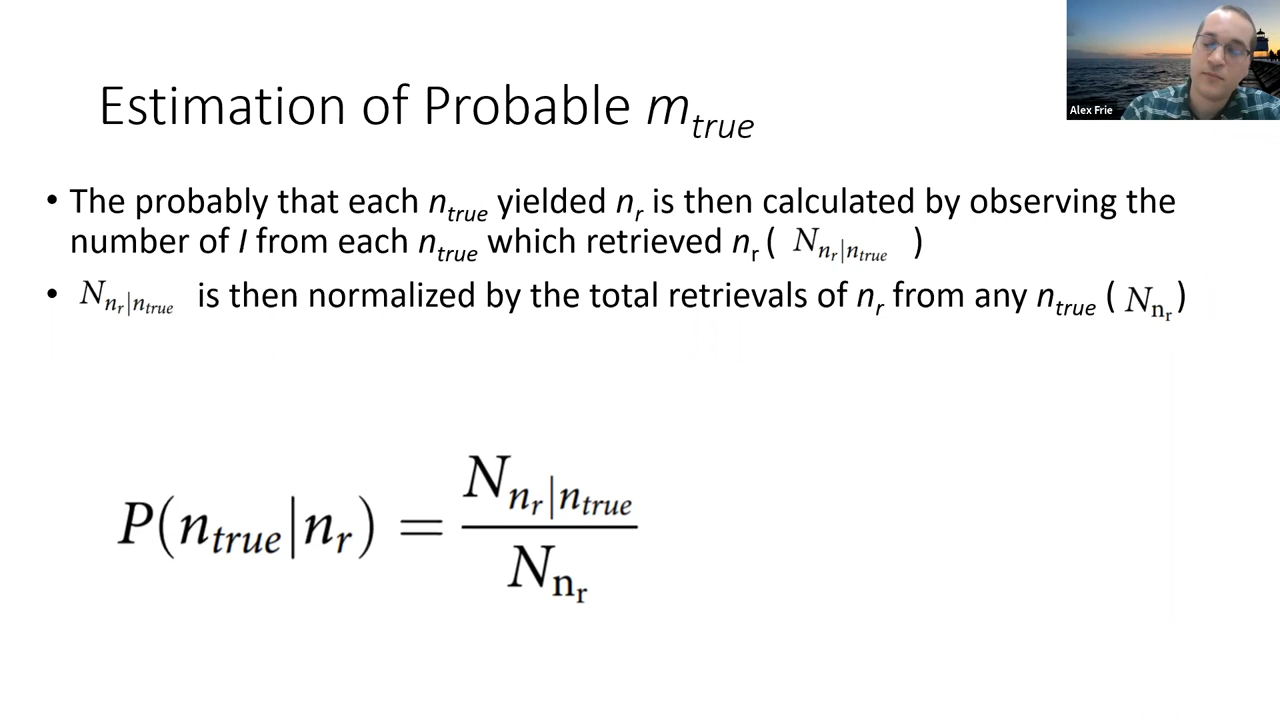 Estimation of Probable m_true
Alex Frie
• The probably that each n_true yielded n_r is then calculated by observing the
number of I from each n_true which retrieved n_r ( N_{n_r|n_true} )
• N_{n_r|n_true} is then normalized by the total retrievals of n_r from any n_true ( N_{n_r} )
P(n_true|n_r) = N_{n_r|n_true} / N_{n_r}